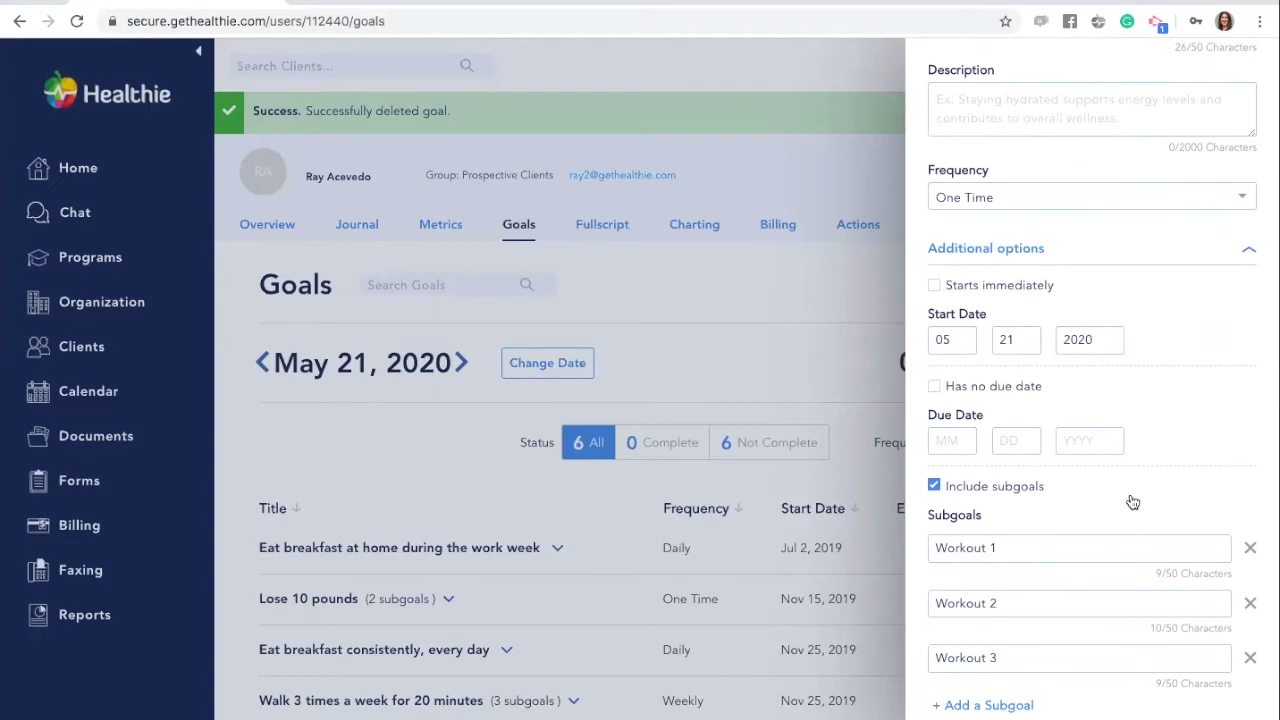 secure.gethealthie.com/users/112440/goals
1
Healthie
Home
Chat
Programs
Organization
Clients
Calendar
Documents
Forms
Billing
Faxing
Reports
Search Clients...
Success. Successfully deleted goal.
RA
Ray Acevedo
Group: Prospective Clients
ray2@gethealthie.com
Overview Journal Metrics Goals Fullscript Charting Billing Actions
Goals
Search Goals
May 21, 2020
Change Date
Status 6 All 0 Complete 6 Not Complete
Title Frequency Start Date
Eat breakfast at home during the work week Daily Jul 2, 2019
Lose 10 pounds (2 subgoals ) One Time Nov 15, 2019
Eat breakfast consistently, every day Daily Nov 25, 2019
Walk 3 times a week for 20 minutes (3 subgoals ) Weekly Nov 25, 2019
26/50 Characters
Description
Ex: Staying hydrated supports energy levels and
contributes to overall wellness.
0/2000 Characters
Frequency
One Time
Additional options
Starts immediately
Start Date
05 21 2020
Has no due date
Due Date
MM DD YYYY
Include subgoals
Subgoals
Workout 1
9/50 Characters
Workout 2
10/50 Characters
Workout 3
9/50 Characters
+ Add a Subgoal